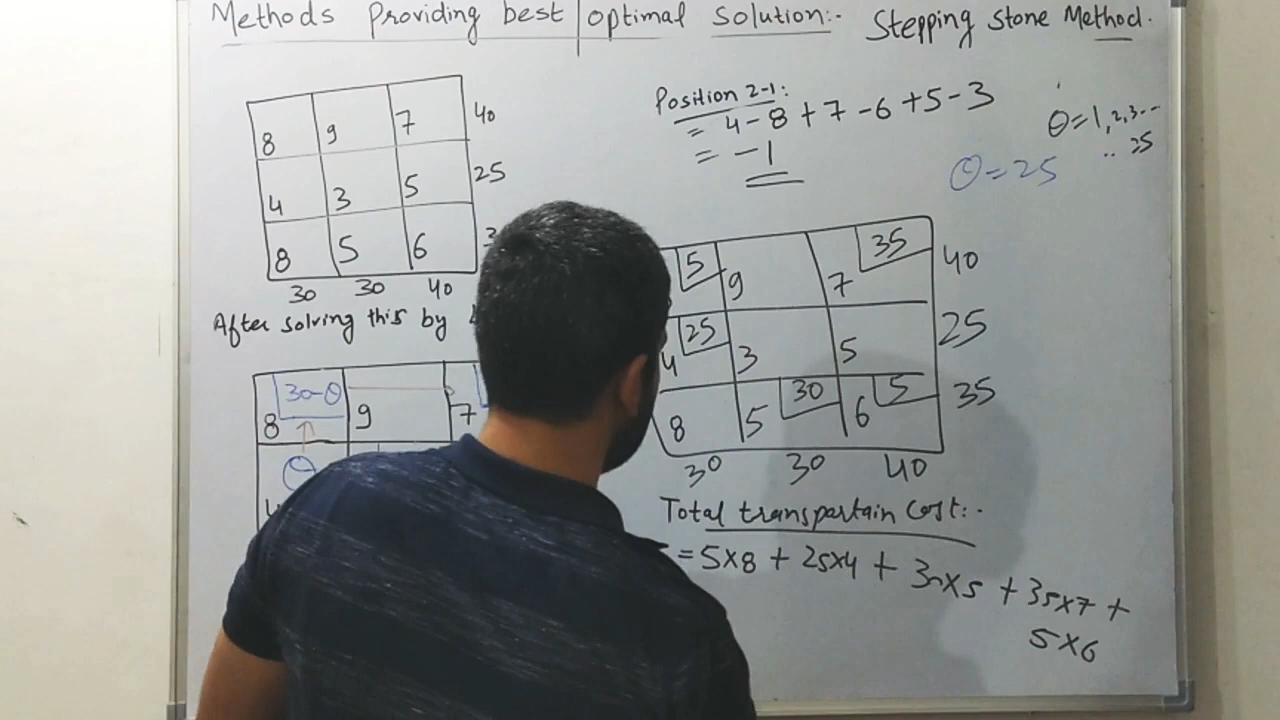 Methods Providing best optimal solution:- Stepping Stone Method.
8 9 7 40
4 3 5 25
8 5 6 3
30 30 40
After solving this by
8 30-θ 9 7
θ
Position 2-1:
= 4-8+7-6+5-3
= -1
θ=1,2,3...
.. 25
θ=25
5 9 7 35 40
4 25 3 5 25
8 5 30 6 5 35
30 30 40
Total transpartain cost:-
=5x8 + 25x4 + 30x5 + 35x7 +
5x6